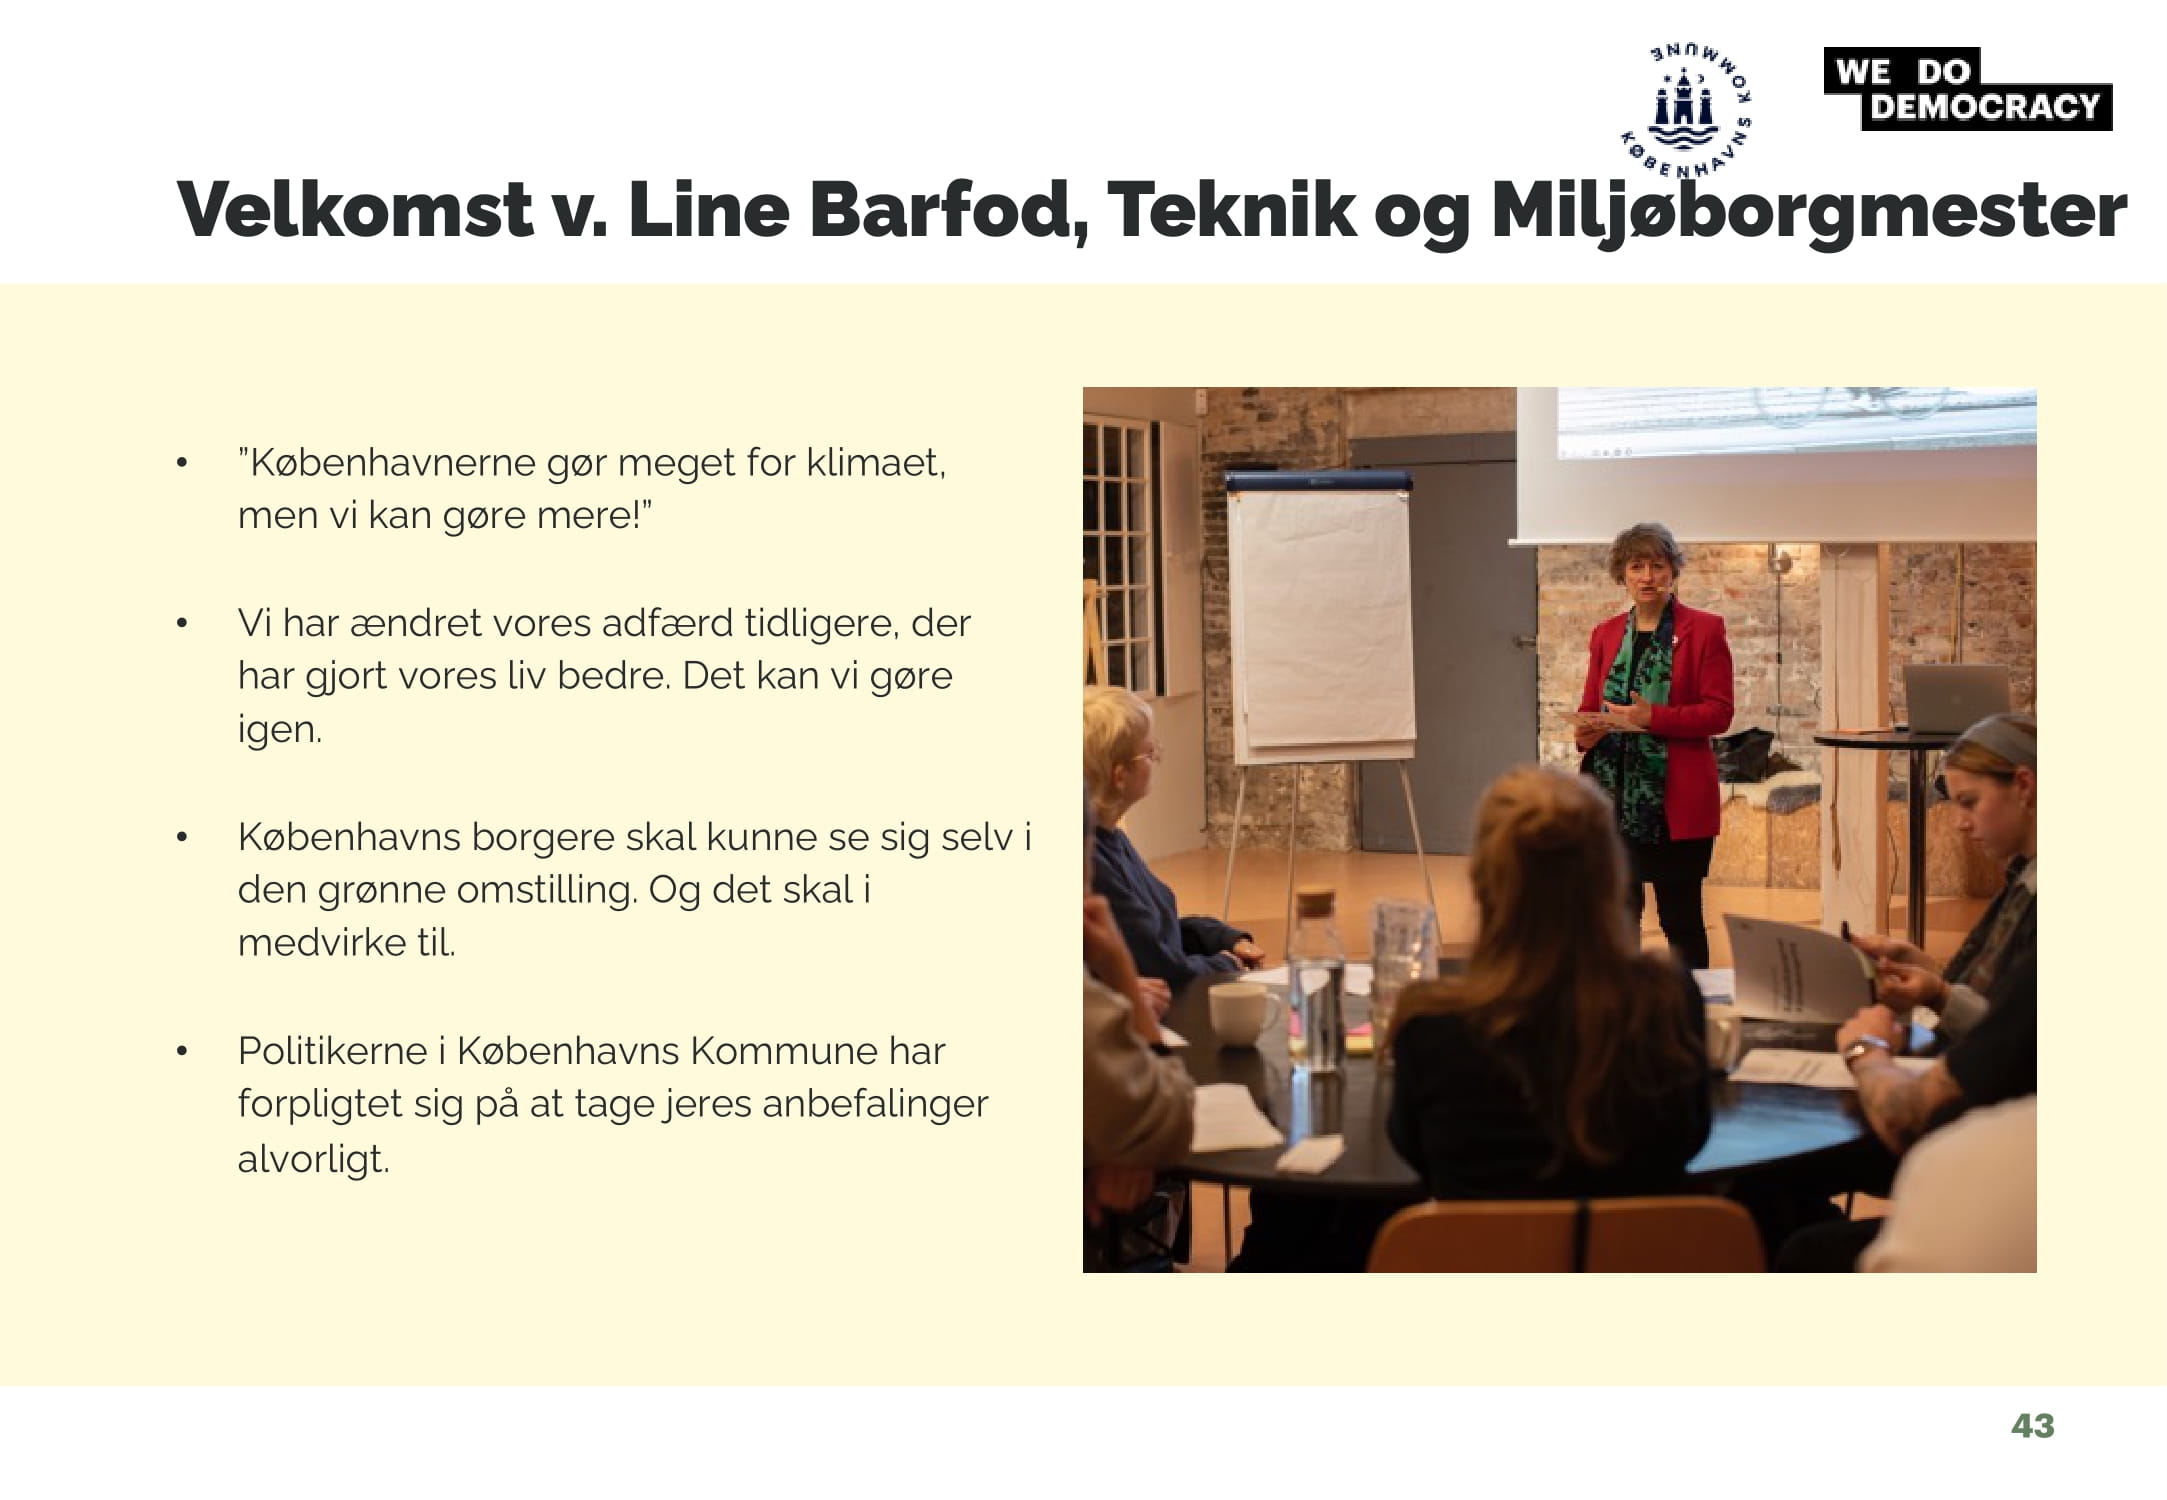 KØBENHAVNS KOMMUNE
WE DO
DEMOCRACY
Velkomst v. Line Barfod, Teknik og Miljøborgmester
• ”Københavnerne gør meget for klimaet,
men vi kan gøre mere!”
• Vi har ændret vores adfærd tidligere, der
har gjort vores liv bedre. Det kan vi gøre
igen.
• Københavns borgere skal kunne se sig selv i
den grønne omstilling. Og det skal i
medvirke til.
• Politikerne i Københavns Kommune har
forpligtet sig på at tage jeres anbefalinger
alvorligt.
43